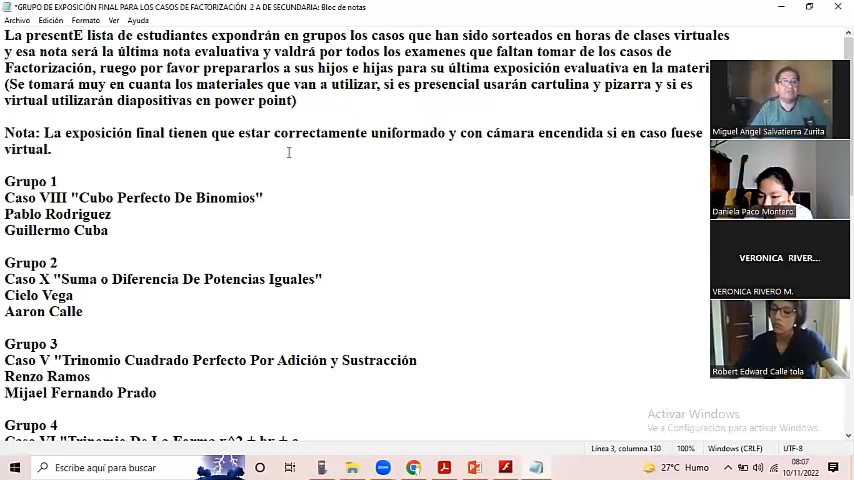 *GRUPO DE EXPOSICIÓN FINAL PARA LOS CASOS DE FACTORIZACIÓN 2 A DE SECUNDARIA: Bloc de notas
Archivo Edición Formato Ver Ayuda
La presentE lista de estudiantes expondrán en grupos los casos que han sido sorteados en horas de clases virtuales
y esa nota será la última nota evaluativa y valdrá por todos los examenes que faltan tomar de los casos de
Factorización, ruego por favor prepararlos a sus hijos e hijas para su última exposición evaluativa en la materi
(Se tomará muy en cuanta los materiales que van a utilizar, si es presencial usarán cartulina y pizarra y si es
virtual utilizarán diapositivas en power point)
Nota: La exposición final tienen que estar correctamente uniformado y con cámara encendida si en caso fuese
virtual.
Grupo 1
Caso VIII "Cubo Perfecto De Binomios"
Pablo Rodriguez
Guillermo Cuba
Grupo 2
Caso X "Suma o Diferencia De Potencias Iguales"
Cielo Vega
Aaron Calle
Grupo 3
Caso V "Trinomio Cuadrado Perfecto Por Adición y Sustracción
Renzo Ramos
Mijael Fernando Prado
Grupo 4
Caso VI "Trinomio De La Forma x^2 + bx + c
Miguel Angel Salvatierra Zurita
Daniela Paco Montero
VERONICA RIVER...
VERONICA RIVERO M.
Robert Edward Calle tola
Activar Windows
Ve a Configuración para activar Windows.
Línea 3, columna 130 100% Windows (CRLF) UTF-8
Escribe aquí para buscar
27°C Humo
08:07
10/11/2022